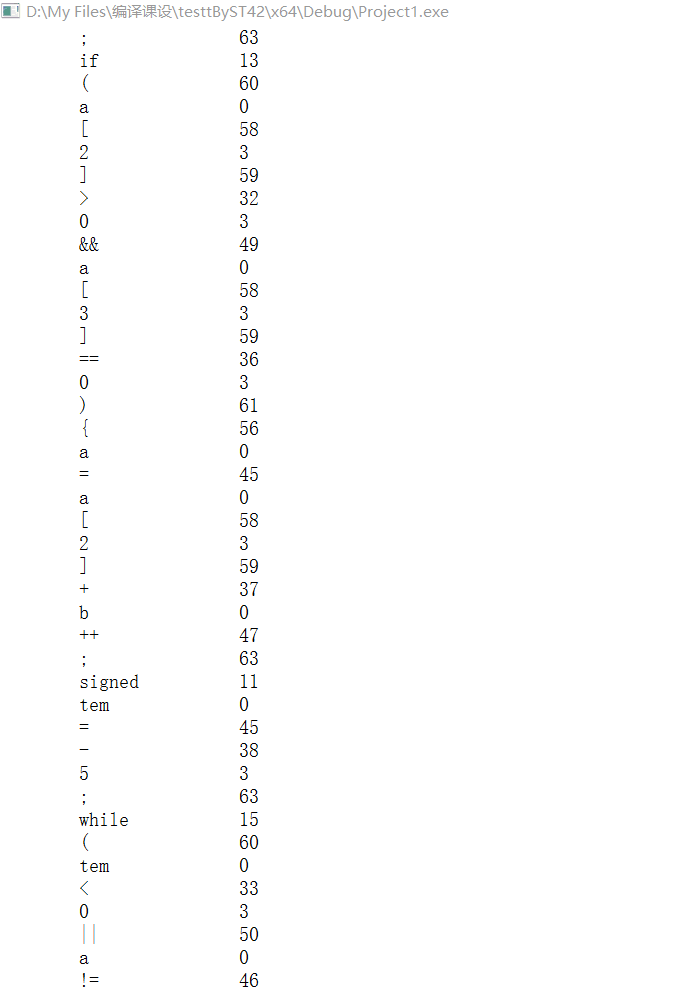 D:\My Files\编译课设\testtByST42\x64\Debug\Project1.exe
; 63
if 13
( 60
a 0
[ 58
2 3
] 59
> 32
0 3
&& 49
a 0
[ 58
3 3
] 59
== 36
0 3
) 61
{ 56
a 0
= 45
a 0
[ 58
2 3
] 59
+ 37
b 0
++ 47
; 63
signed 11
tem 0
= 45
- 38
5 3
; 63
while 15
( 60
tem 0
< 33
0 3
|| 50
a 0
!= 46